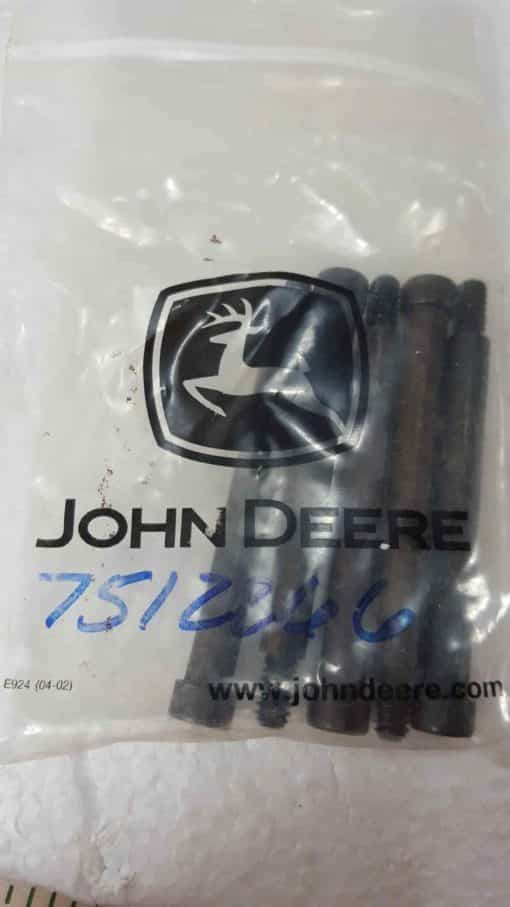 JOHN DEERE
E924 (04-02)
www.johndeere.com